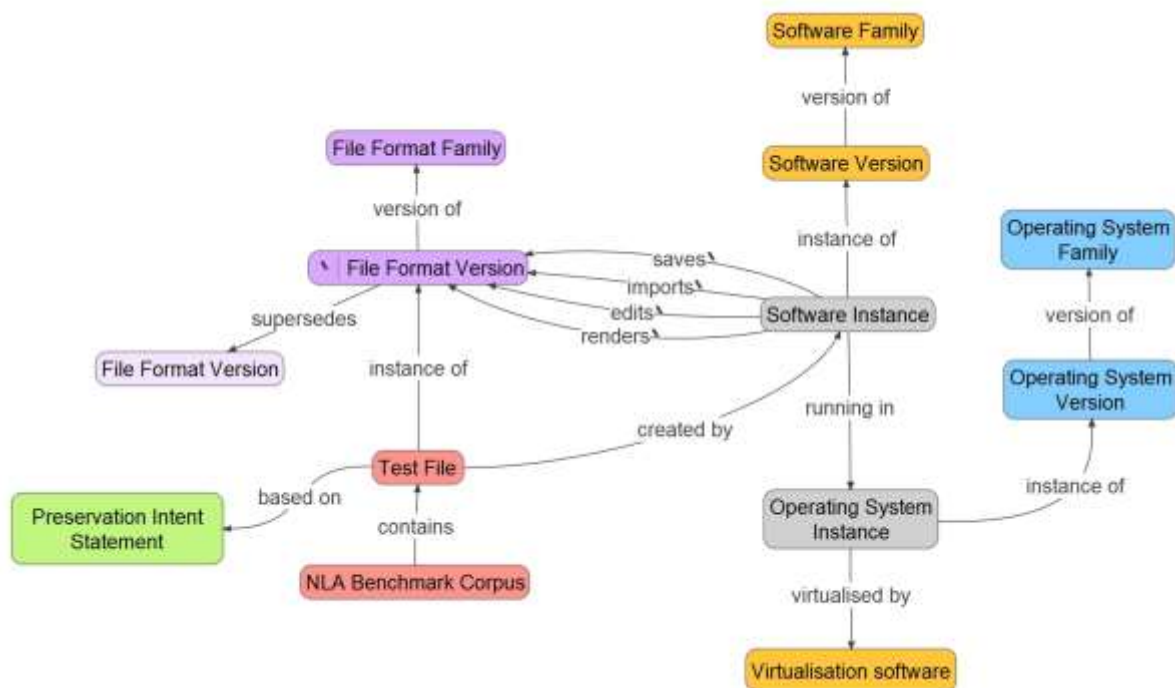 Software Family
version of
File Format Family
Software Version
version of
Operating System
Family
instance of
saves
File Format Version
imports
edits
Software Instance
supersedes
renders
version of
File Format Version
instance of
Operating System
Version
running in
created by
Test File
based on
instance of
Preservation Intent
Statement
contains
Operating System
Instance
NLA Benchmark Corpus
virtualised by
Virtualisation software